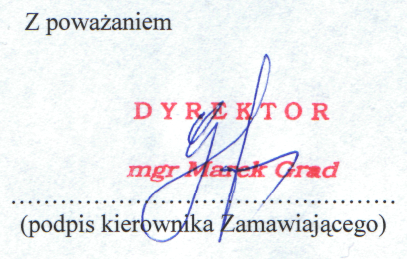 Z poważaniem
DYREKTOR
mgr Marek Grad
(podpis kierownika Zamawiającego)